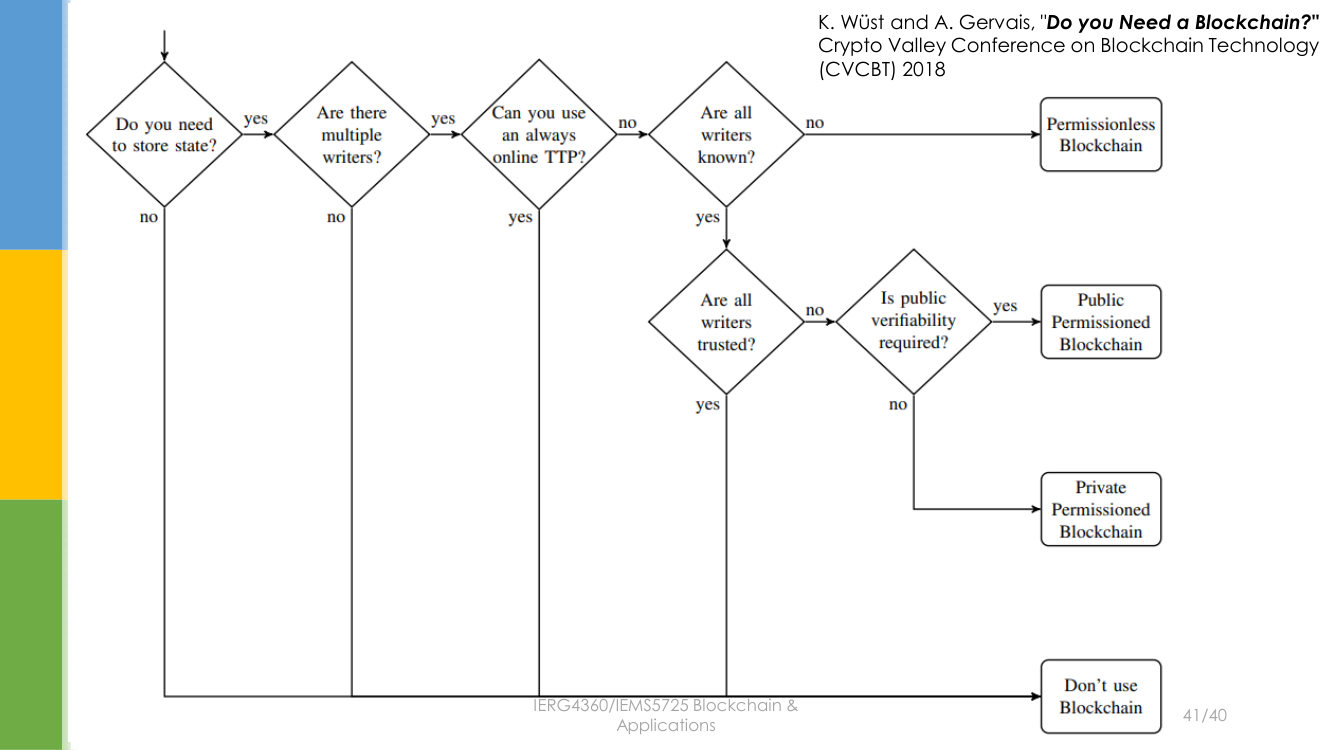 K. Wüst and A. Gervais, "Do you Need a Blockchain?"
Crypto Valley Conference on Blockchain Technology
(CVCBT) 2018
Do you need
to store state?
yes
no
Are there
multiple
writers?
yes
no
Can you use
an always
online TTP?
no
yes
Are all
writers
known?
no
yes
Permissionless
Blockchain
Are all
writers
trusted?
no
yes
Is public
verifiability
required?
yes
no
Public
Permissioned
Blockchain
Private
Permissioned
Blockchain
Don't use
Blockchain
IERG4360/IEMS5725 Blockchain &
Applications
41/40